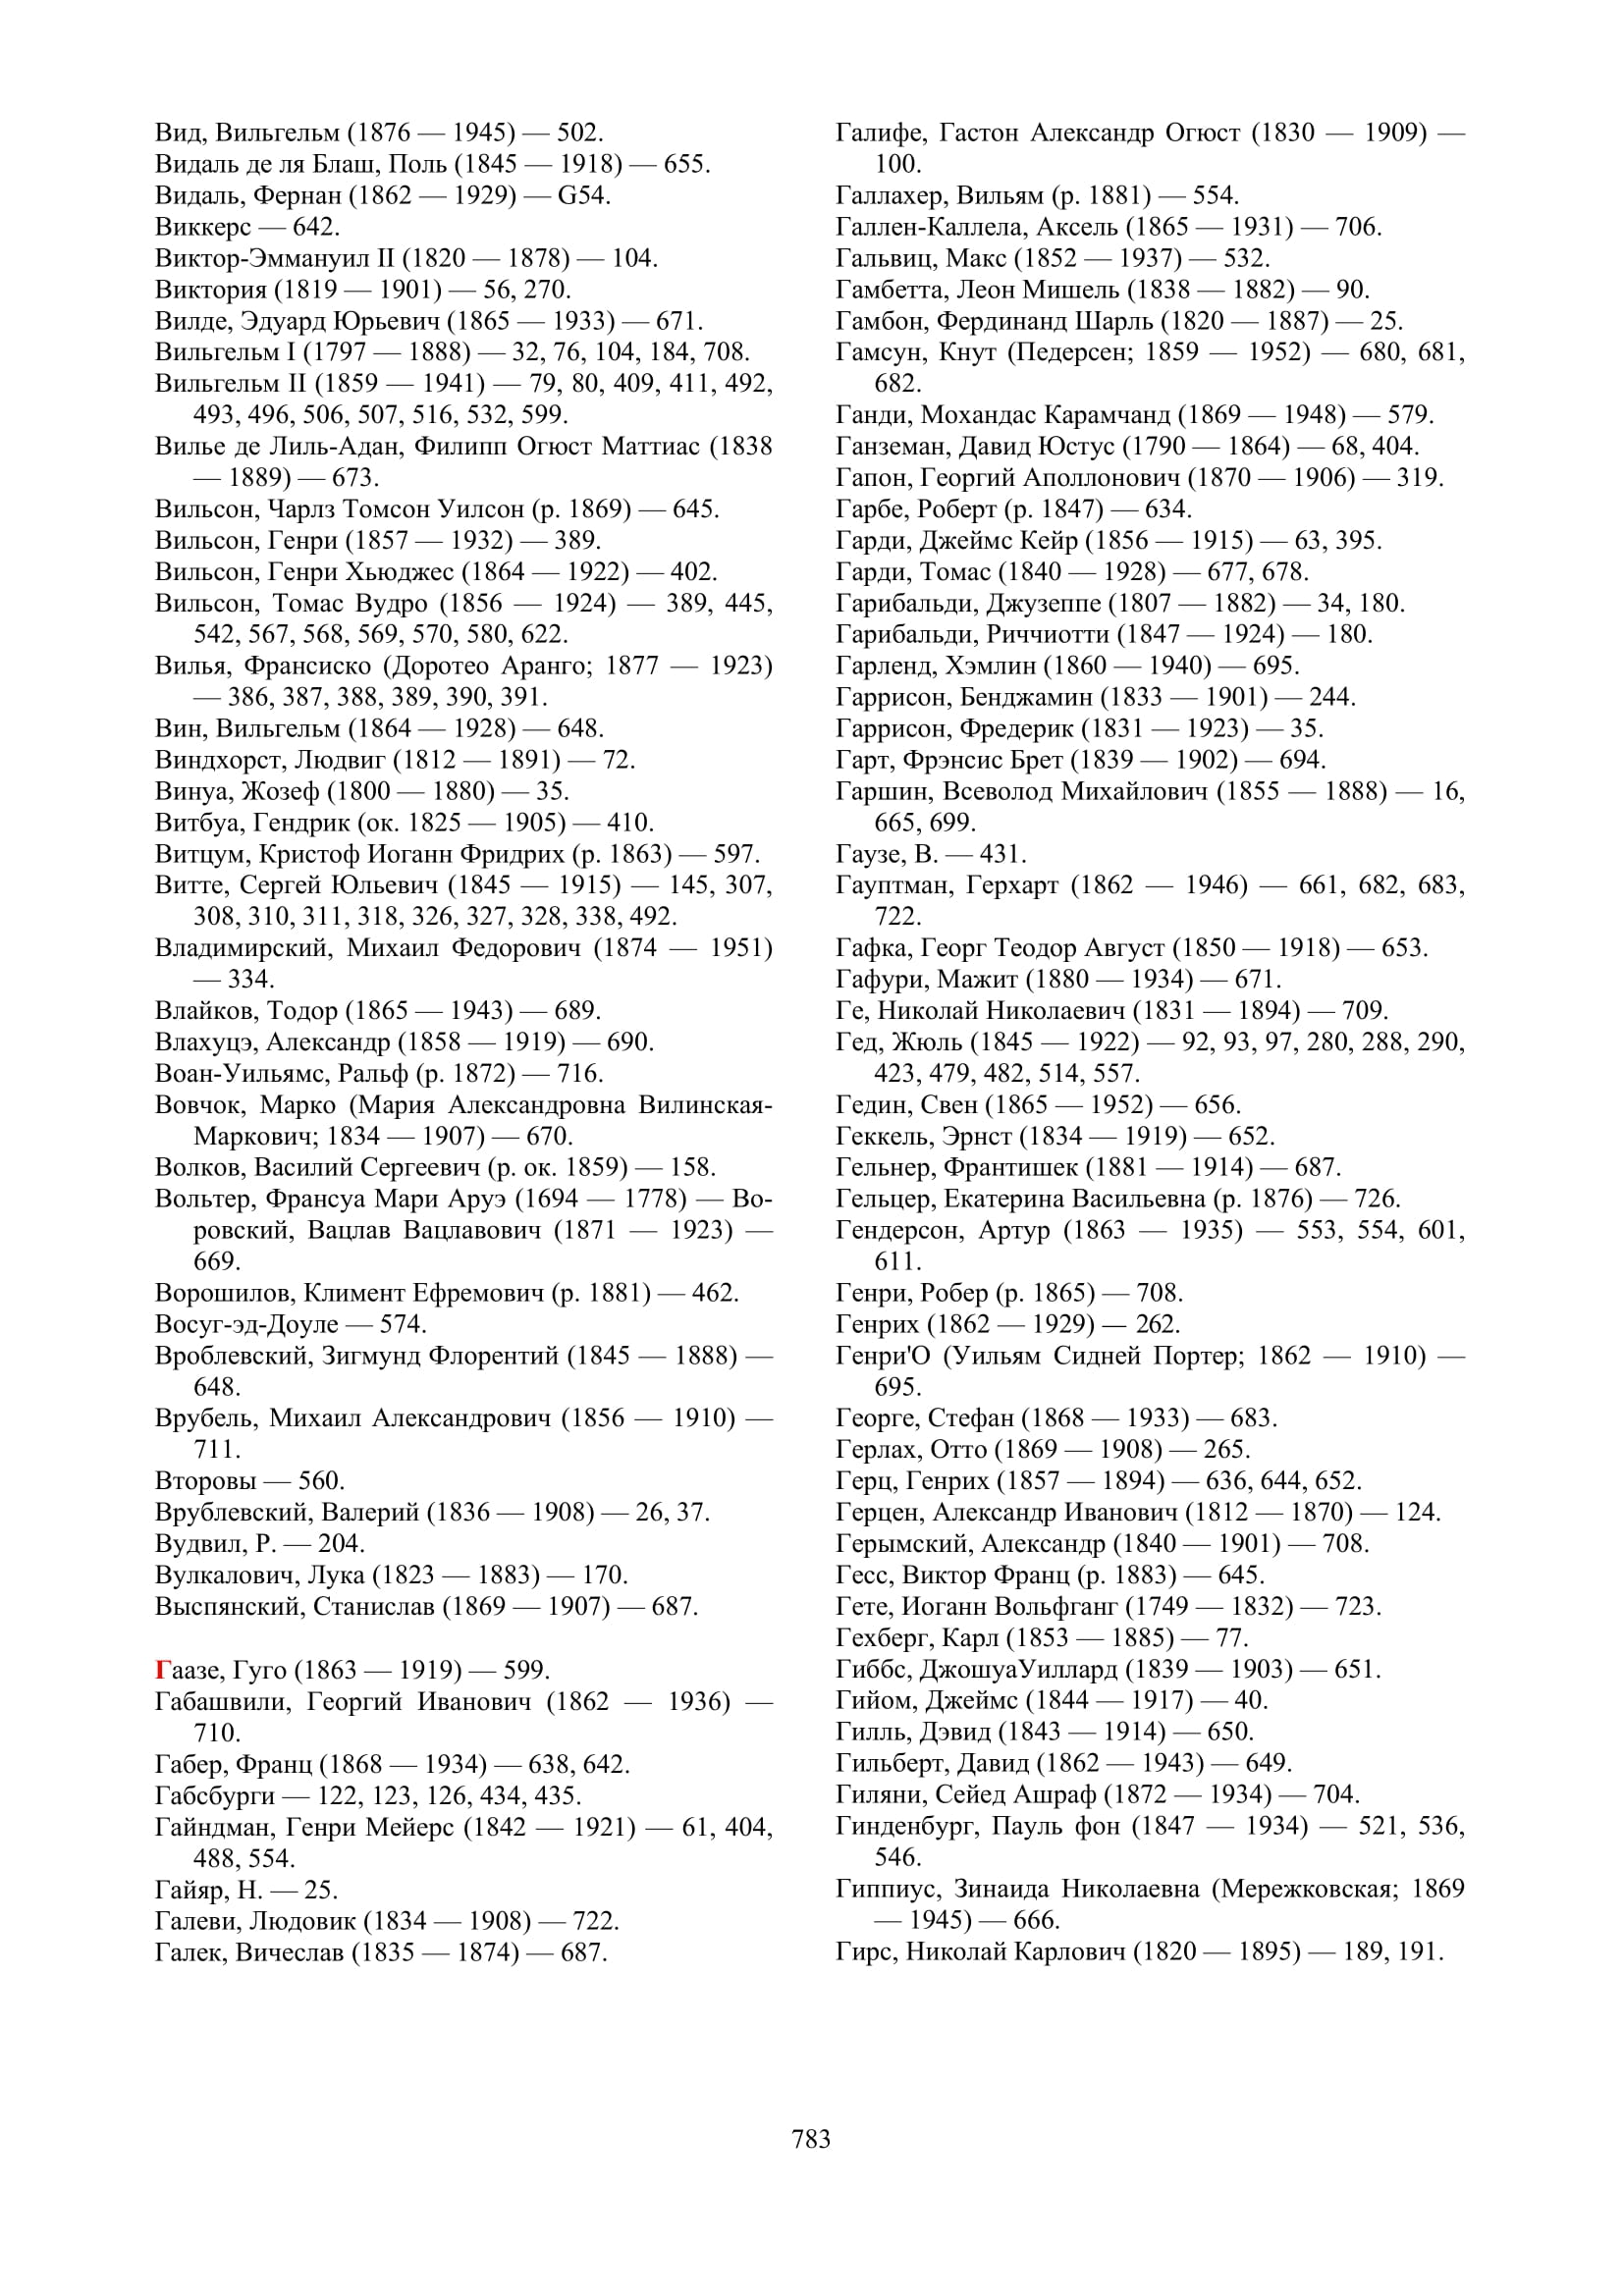 Вид, Вильгельм (1876 — 1945) — 502.
Видаль де ля Блаш, Поль (1845 — 1918) — 655.
Видаль, Фернан (1862 — 1929) — G54.
Виккерс — 642.
Виктор-Эммануил II (1820 — 1878) — 104.
Виктория (1819 — 1901) — 56, 270.
Вилде, Эдуард Юрьевич (1865 — 1933) — 671.
Вильгельм I (1797 — 1888) — 32, 76, 104, 184, 708.
Вильгельм II (1859 — 1941) — 79, 80, 409, 411, 492,
493, 496, 506, 507, 516, 532, 599.
Вилье де Лиль-Адан, Филипп Огюст Маттиас (1838
— 1889) — 673.
Вильсон, Чарлз Томсон Уилсон (р. 1869) — 645.
Вильсон, Генри (1857 — 1932) — 389.
Вильсон, Генри Хьюджес (1864 — 1922) — 402.
Вильсон, Томас Вудро (1856 — 1924) — 389, 445,
542, 567, 568, 569, 570, 580, 622.
Вилья, Франсиско (Доротео Аранго; 1877 — 1923)
— 386, 387, 388, 389, 390, 391.
Вин, Вильгельм (1864 — 1928) — 648.
Виндхорст, Людвиг (1812 — 1891) — 72.
Винуа, Жозеф (1800 — 1880) — 35.
Витбуа, Гендрик (ок. 1825 — 1905) — 410.
Витцум, Кристоф Иоганн Фридрих (р. 1863) — 597.
Витте, Сергей Юльевич (1845 — 1915) — 145, 307,
308, 310, 311, 318, 326, 327, 328, 338, 492.
Владимирский, Михаил Федорович (1874 — 1951)
— 334.
Влайков, Тодор (1865 — 1943) — 689.
Влахуцэ, Александр (1858 — 1919) — 690.
Воан-Уильямс, Ральф (р. 1872) — 716.
Вовчок, Марко (Мария Александровна Вилинская-
Маркович; 1834 — 1907) — 670.
Волков, Василий Сергеевич (р. ок. 1859) — 158.
Вольтер, Франсуа Мари Аруэ (1694 — 1778) — Во-
ровский, Вацлав Вацлавович (1871 — 1923) —
669.
Ворошилов, Климент Ефремович (р. 1881) — 462.
Восуг-эд-Доуле — 574.
Вроблевский, Зигмунд Флорентий (1845 — 1888) —
648.
Врубель, Михаил Александрович (1856 — 1910) —
711.
Второвы — 560.
Врублевский, Валерий (1836 — 1908) — 26, 37.
Вудвил, Р. — 204.
Вулкалович, Лука (1823 — 1883) — 170.
Выспянский, Станислав (1869 — 1907) — 687.
Гаазе, Гуго (1863 — 1919) — 599.
Габашвили, Георгий Иванович (1862 — 1936) —
710.
Габер, Франц (1868 — 1934) — 638, 642.
Габсбурги — 122, 123, 126, 434, 435.
Гайндман, Генри Мейерс (1842 — 1921) — 61, 404,
488, 554.
Гайяр, Н. — 25.
Галеви, Людовик (1834 — 1908) — 722.
Галек, Вичеслав (1835 — 1874) — 687.
Галифе, Гастон Александр Огюст (1830 — 1909) —
100.
Галлахер, Вильям (р. 1881) — 554.
Галлен-Каллела, Аксель (1865 — 1931) — 706.
Гальвиц, Макс (1852 — 1937) — 532.
Гамбетта, Леон Мишель (1838 — 1882) — 90.
Гамбон, Фердинанд Шарль (1820 — 1887) — 25.
Гамсун, Кнут (Педерсен; 1859 — 1952) — 680, 681,
682.
Ганди, Мохандас Карамчанд (1869 — 1948) — 579.
Ганземан, Давид Юстус (1790 — 1864) — 68, 404.
Гапон, Георгий Аполлонович (1870 — 1906) — 319.
Гарбе, Роберт (р. 1847) — 634.
Гарди, Джеймс Кейр (1856 — 1915) — 63, 395.
Гарди, Томас (1840 — 1928) — 677, 678.
Гарибальди, Джузеппе (1807 — 1882) — 34, 180.
Гарибальди, Риччиотти (1847 — 1924) — 180.
Гарленд, Хэмлин (1860 — 1940) — 695.
Гаррисон, Бенджамин (1833 — 1901) — 244.
Гаррисон, Фредерик (1831 — 1923) — 35.
Гарт, Фрэнсис Брет (1839 — 1902) — 694.
Гаршин, Всеволод Михайлович (1855 — 1888) — 16,
665, 699.
Гаузе, В. — 431.
Гауптман, Герхарт (1862 — 1946) — 661, 682, 683,
722.
Гафка, Георг Теодор Август (1850 — 1918) — 653.
Гафури, Мажит (1880 — 1934) — 671.
Ге, Николай Николаевич (1831 — 1894) — 709.
Гед, Жюль (1845 — 1922) — 92, 93, 97, 280, 288, 290,
423, 479, 482, 514, 557.
Гедин, Свен (1865 — 1952) — 656.
Геккель, Эрнст (1834 — 1919) — 652.
Гельнер, Франтишек (1881 — 1914) — 687.
Гельцер, Екатерина Васильевна (р. 1876) — 726.
Гендерсон, Артур (1863 — 1935) — 553, 554, 601,
611.
Генри, Робер (р. 1865) — 708.
Генрих (1862 — 1929) — 262.
Генри'О (Уильям Сидней Портер; 1862 — 1910) —
695.
Георге, Стефан (1868 — 1933) — 683.
Герлах, Отто (1869 — 1908) — 265.
Герц, Генрих (1857 — 1894) — 636, 644, 652.
Герцен, Александр Иванович (1812 — 1870) — 124.
Герымский, Александр (1840 — 1901) — 708.
Гесс, Виктор Франц (р. 1883) — 645.
Гете, Иоганн Вольфганг (1749 — 1832) — 723.
Гехберг, Карл (1853 — 1885) — 77.
Гиббс, ДжошуаУиллард (1839 — 1903) — 651.
Гийом, Джеймс (1844 — 1917) — 40.
Гилль, Дэвид (1843 — 1914) — 650.
Гильберт, Давид (1862 — 1943) — 649.
Гиляни, Сейед Ашраф (1872 — 1934) — 704.
Гинденбург, Пауль фон (1847 — 1934) — 521, 536,
546.
Гиппиус, Зинаида Николаевна (Мережковская; 1869
— 1945) — 666.
Гирс, Николай Карлович (1820 — 1895) — 189, 191.
783